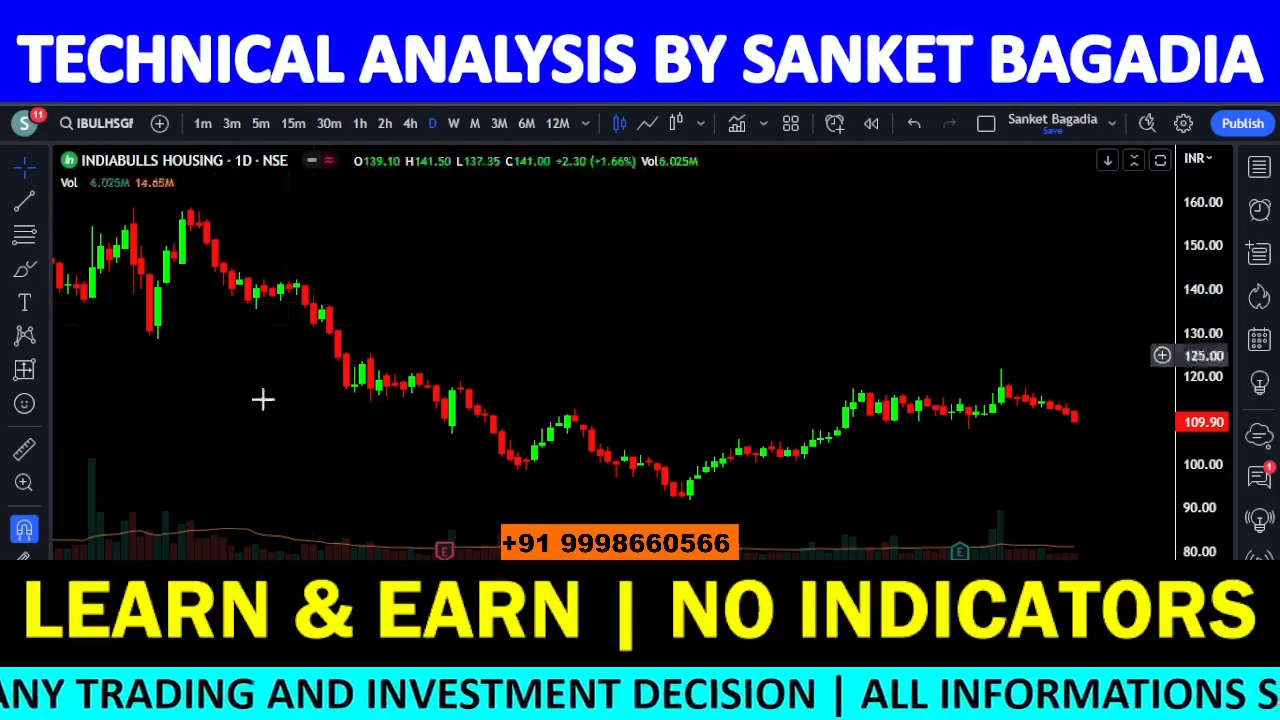 TECHNICAL ANALYSIS BY SANKET BAGADIA
S 11 IBULHSGF 1m 3m 5m 15m 30m 1h 2h 4h D W M 3M 6M 12M Sanket Bagadia Save Publish
INDIABULLS HOUSING · 1D · NSE O139.10 H141.50 L137.35 C141.00 +2.30 (+1.66%) Vol6.025M INR
Vol 6.025M 14.65M
160.00
150.00
140.00
130.00
125.00
120.00
109.90
100.00
90.00
80.00
T
1
E
E
+91 9998660566
LEARN & EARN | NO INDICATORS
ANY TRADING AND INVESTMENT DECISION | ALL INFORMATIONS S